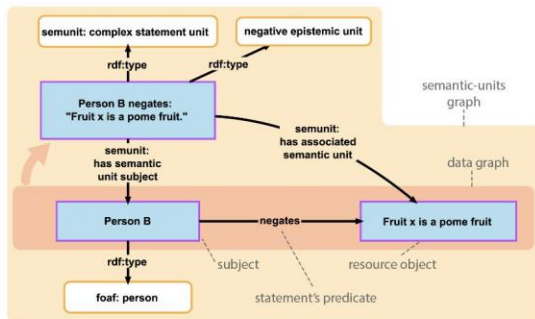 semunit: complex statement unit
negative epistemic unit
rdf:type
rdf:type
Person B negates:
"Fruit x is a pome fruit."
semantic-units
graph
semunit:
has associated
semantic unit
semunit:
has semantic
unit subject
data graph
Person B
negates
Fruit x is a pome fruit
rdf:type
subject
resource object
statement's predicate
foaf: person